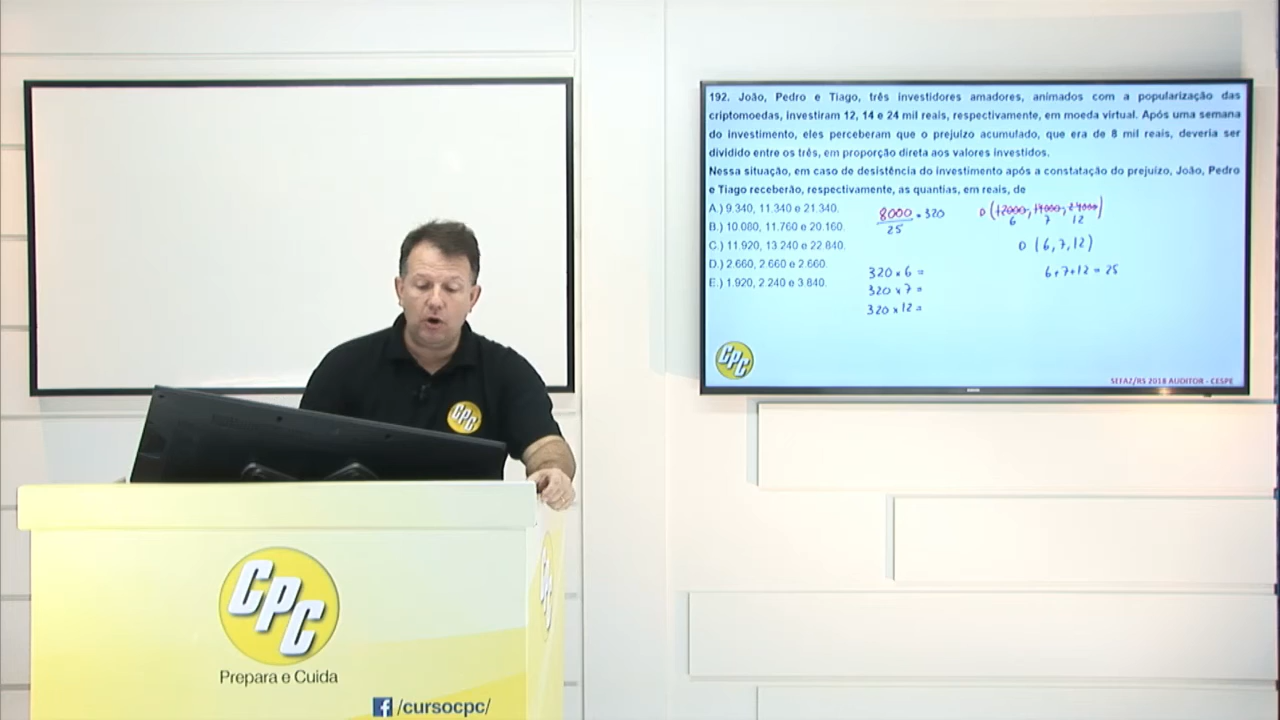 192. João, Pedro e Tiago, três investidores amadores, animados com a popularização das
criptomoedas, investiram 12, 14 e 24 mil reais, respectivamente, em moeda virtual. Após uma semana
do investimento, eles perceberam que o prejuízo acumulado, que era de 8 mil reais, deveria ser
dividido entre os três, em proporção direta aos valores investidos.
Nessa situação, em caso de desistência do investimento após a constatação do prejuízo, João, Pedro
e Tiago receberão, respectivamente, as quantias, em reais, de
A.) 9.340, 11.340 e 21.340.
B.) 10.080, 11.760 e 20.160.
C.) 11.920, 13.240 e 22.840.
D.) 2.660, 2.660 e 2.660.
E.) 1.920, 2.240 e 3.840.
8000 = 320
25
D (12000, 14000, 24000)
6 7 12
D (6, 7, 12)
6+7+12 = 25
320 x 6 =
320 x 7 =
320 x 12 =
CPC
SEFAZ/RS 2018 AUDITOR - CESPE
CPC
CPC
Prepara e Cuida
/cursocpc/